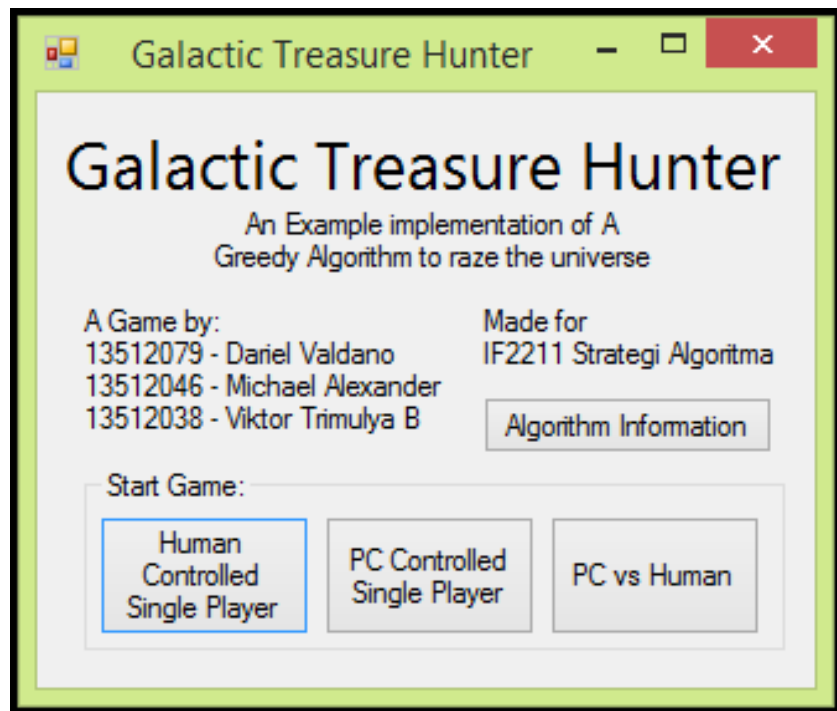 Galactic Treasure Hunter
Galactic Treasure Hunter
An Example implementation of A
Greedy Algorithm to raze the universe
A Game by:
13512079 - Dariel Valdano
13512046 - Michael Alexander
13512038 - Viktor Trimulya B
Made for
IF2211 Strategi Algoritma
Algorithm Information
Start Game:
Human
Controlled
Single Player
PC Controlled
Single Player
PC vs Human